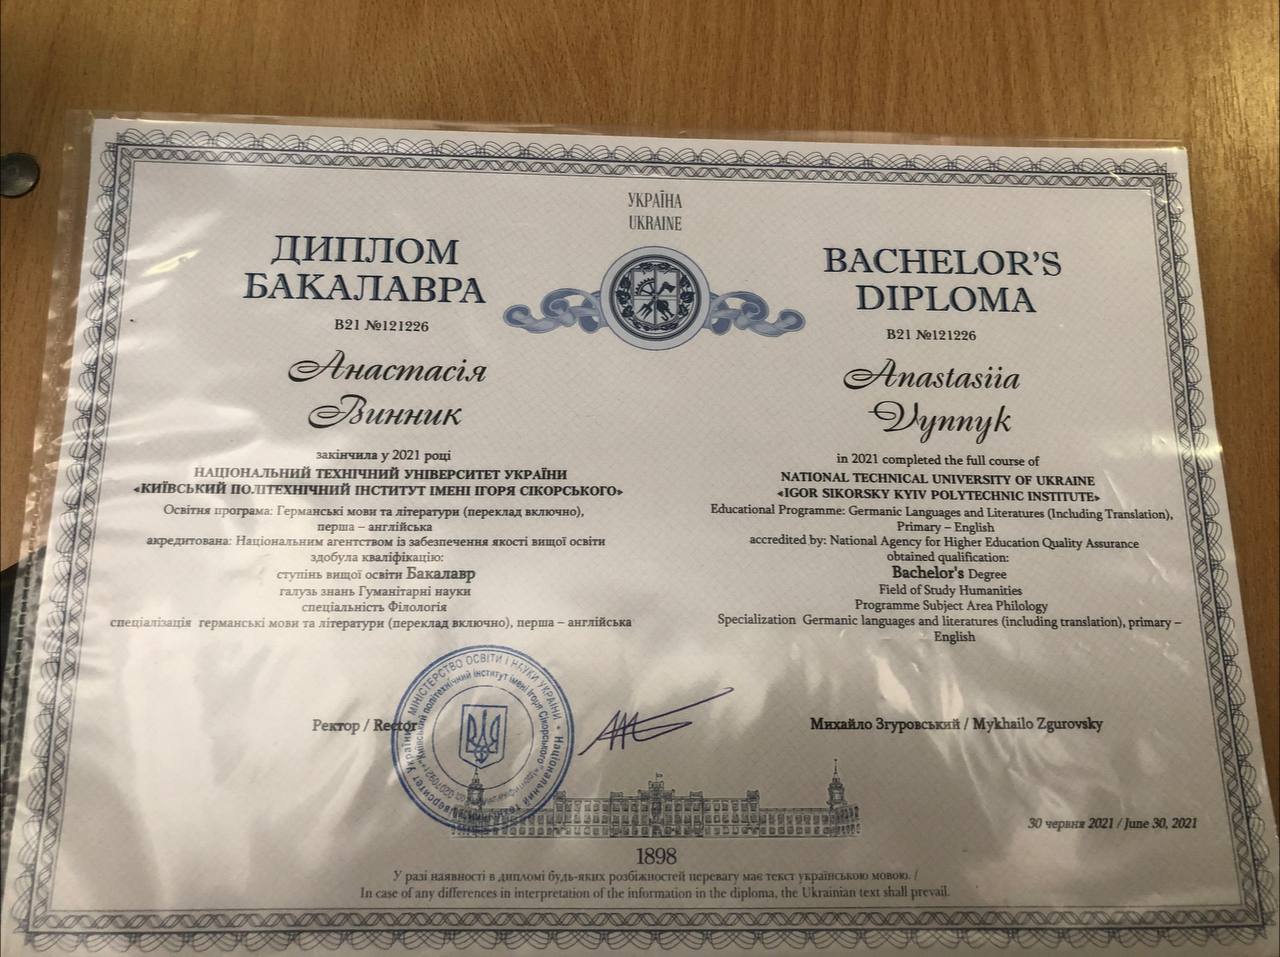 УКРАЇНА
UKRAINE
ДИПЛОМ
БАКАЛАВРА
B21 №121226
Анастасія
Винник
закінчила у 2021 році
НАЦІОНАЛЬНИЙ ТЕХНІЧНИЙ УНІВЕРСИТЕТ УКРАЇНИ
«КИЇВСЬКИЙ ПОЛІТЕХНІЧНИЙ ІНСТИТУТ ІМЕНІ ІГОРЯ СІКОРСЬКОГО»
Освітня програма: Германські мови та літератури (переклад включно),
перша – англійська
акредитована: Національним агентством із забезпечення якості вищої освіти
здобула кваліфікацію:
ступінь вищої освіти Бакалавр
галузь знань Гуманітарні науки
спеціальність Філологія
спеціалізація германські мови та літератури (переклад включно), перша – англійська
BACHELOR'S
DIPLOMA
B21 №121226
Anastasiia
Vynnyk
in 2021 completed the full course of
NATIONAL TECHNICAL UNIVERSITY OF UKRAINE
«IGOR SIKORSKY KYIV POLYTECHNIC INSTITUTE»
Educational Programme: Germanic Languages and Literatures (Including Translation),
Primary – English
accredited by: National Agency for Higher Education Quality Assurance
obtained qualification:
Bachelor's Degree
Field of Study Humanities
Programme Subject Area Philology
Specialization Germanic languages and literatures (including translation), primary –
English
МІНІСТЕРСТВО ОСВІТИ І НАУКИ УКРАЇНИ
Ректор / Rector
Михайло Згуровський / Mykhailo Zgurovsky
30 червня 2021 / June 30, 2021
1898
У разі наявності в дипломі будь-яких розбіжностей перевагу має текст українською мовою. /
In case of any differences in interpretation of the information in the diploma, the Ukrainian text shall prevail.